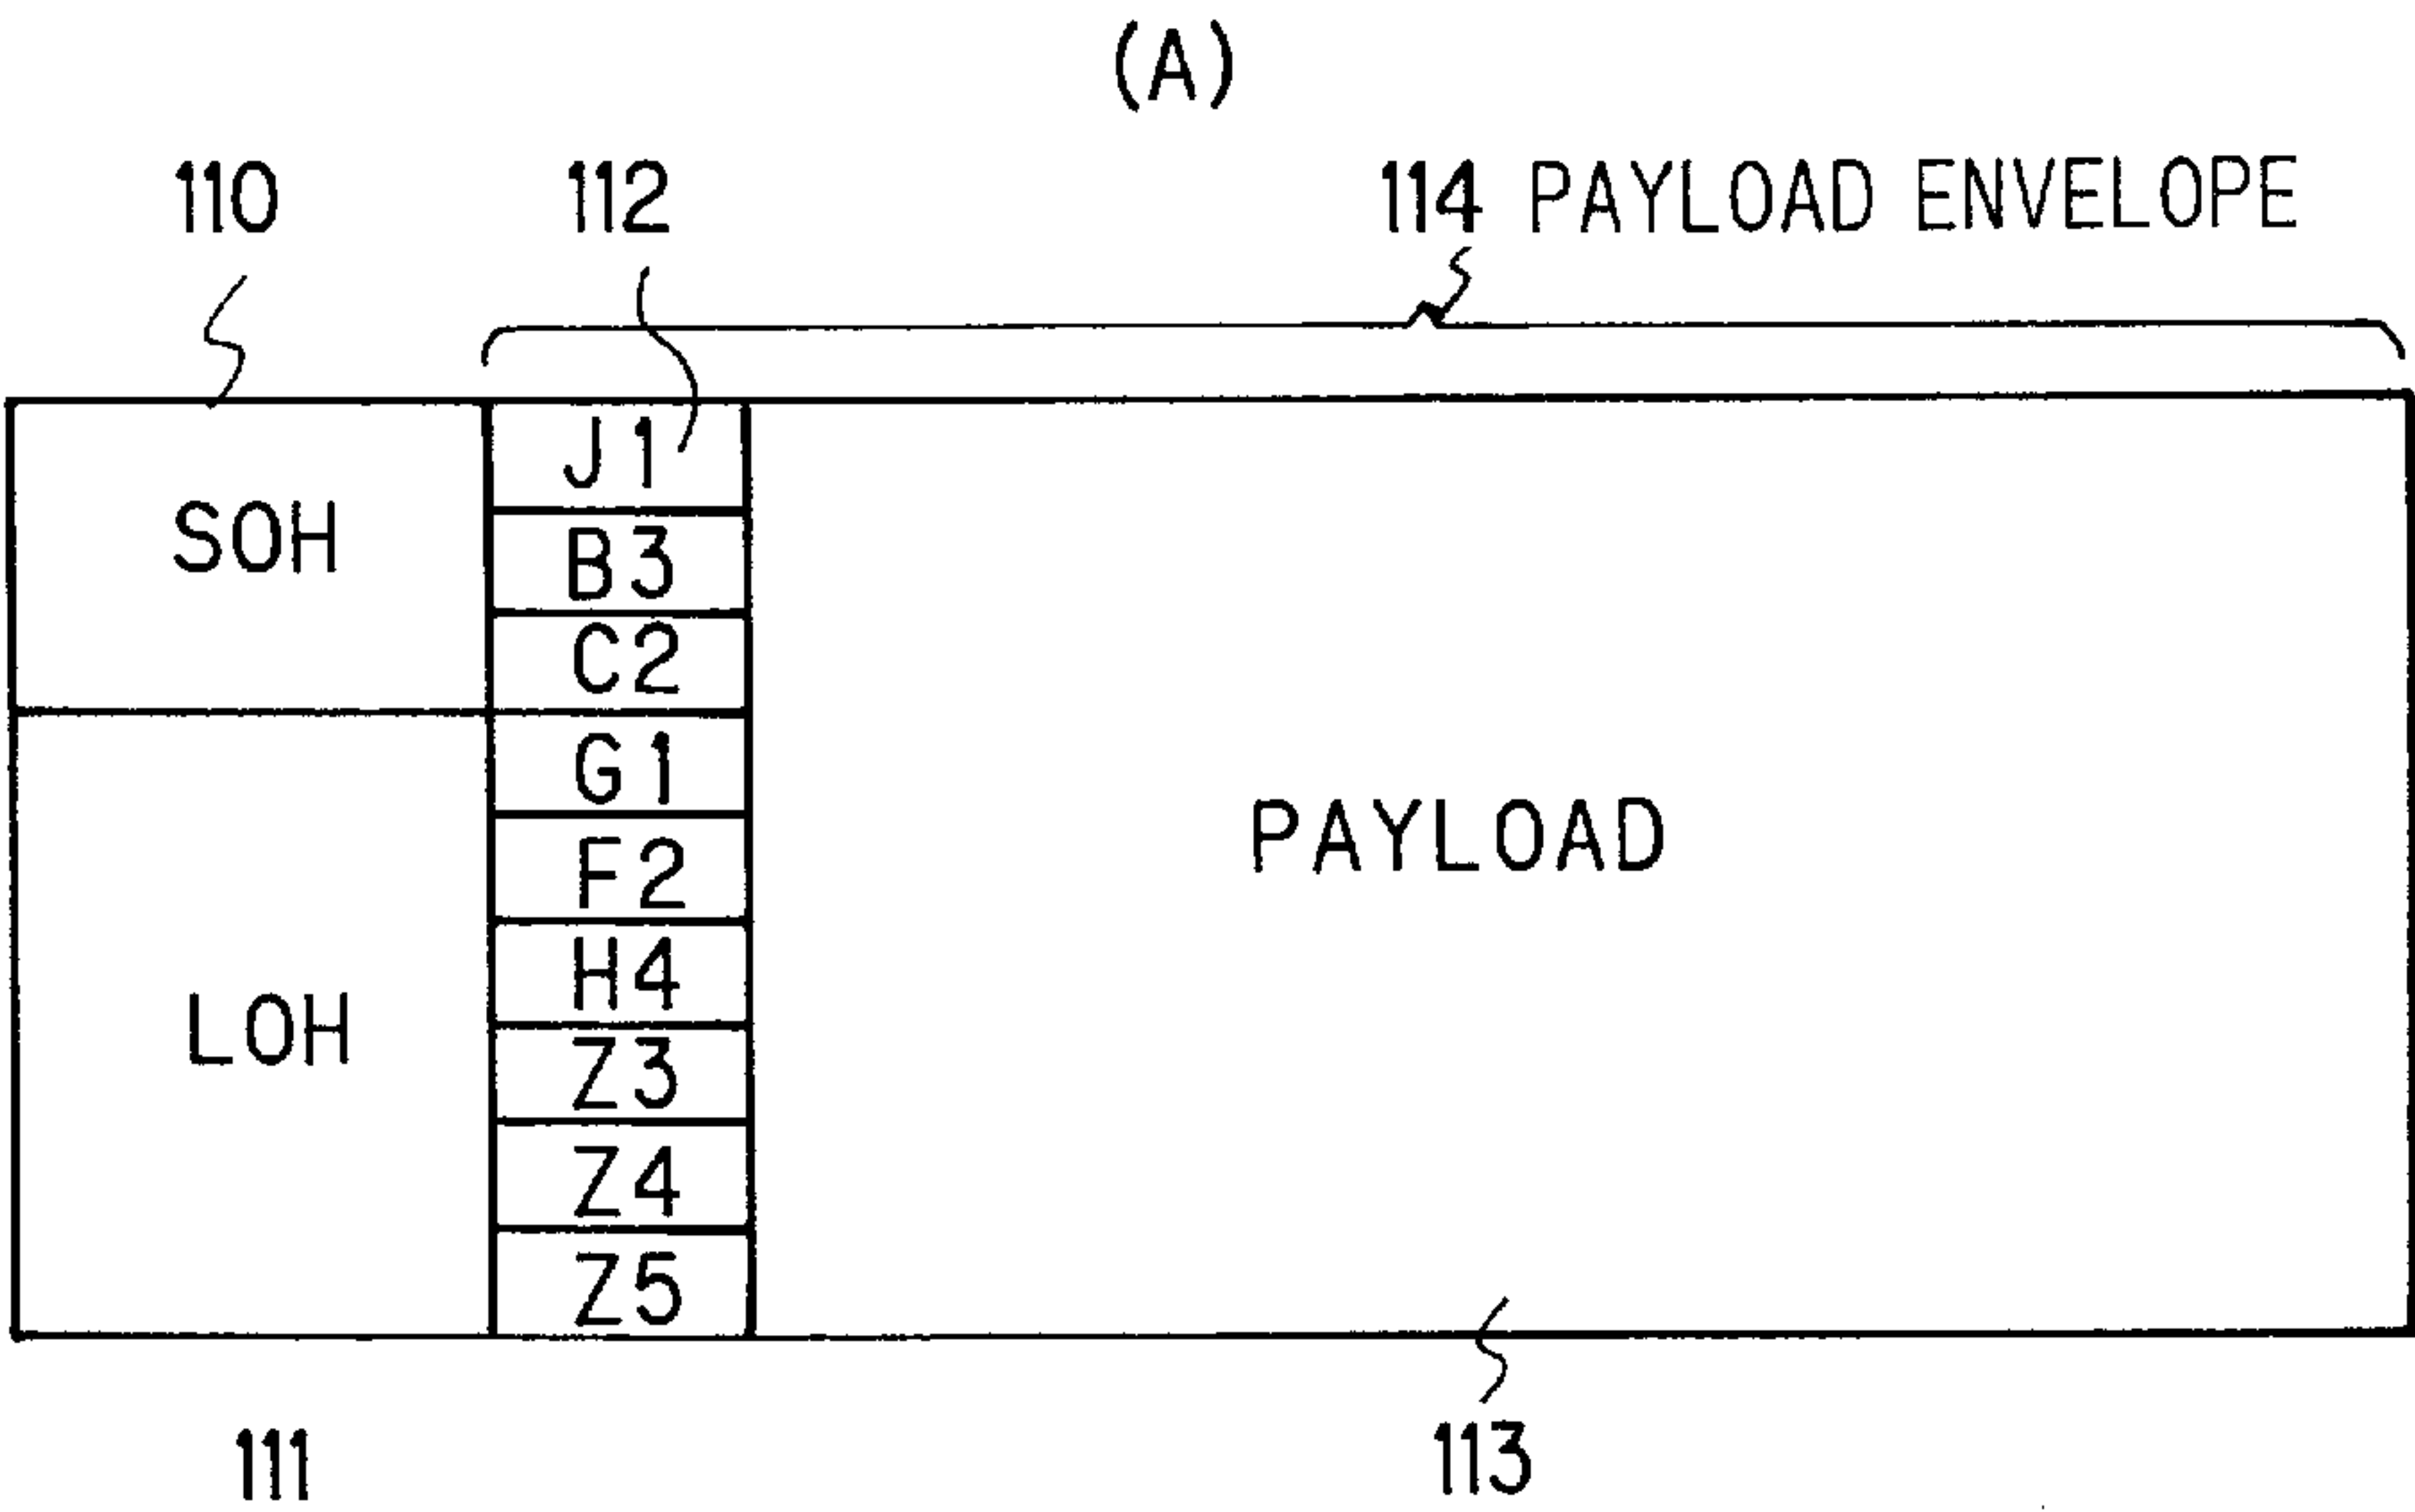 (A)
110 112 114 PAYLOAD ENVELOPE
SOH
LOH
J1
B3
C2
G1
F2
H4
Z3
Z4
Z5
PAYLOAD
111 113